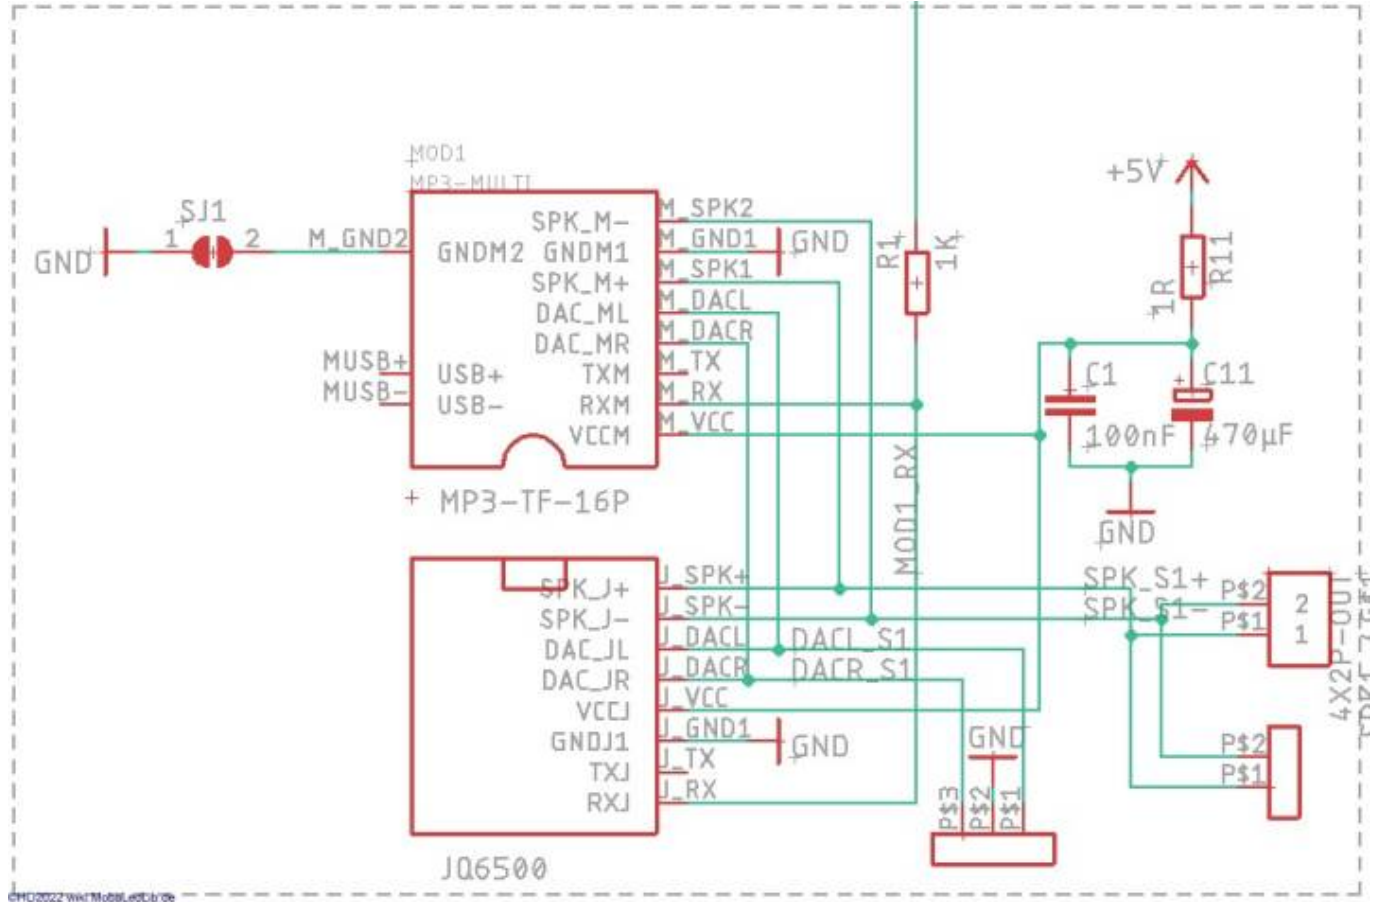 MOD1
MP3-MULTI
SJ1
1
2
GND
M_GND2
GNDM2
MUSB+
MUSB-
USB+
USB-
SPK_M-
GNDM1
SPK_M+
DAC_ML
DAC_MR
TXM
RXM
VCCM
M_SPK2
M_GND1
M_SPK1
M_DACL
M_DACR
M_TX
M_RX
M_VCC
GND
MP3-TF-16P
R1
1K
MOD1_RX
+5V
R11
1R
C1
100nF
C11
470µF
GND
SPK_J+
SPK_J-
DAC_JL
DAC_JR
VCCJ
GNDJ1
TXJ
RXJ
J_SPK+
J_SPK-
J_DACL
J_DACR
J_VCC
J_GND1
J_TX
J_RX
GND
JQ6500
DACL_S1
DACR_S1
SPK_S1+
SPK_S1-
P$2
P$1
2
1
4X2P-OUT
P$2
P$1
GND
P$3
P$2
P$1